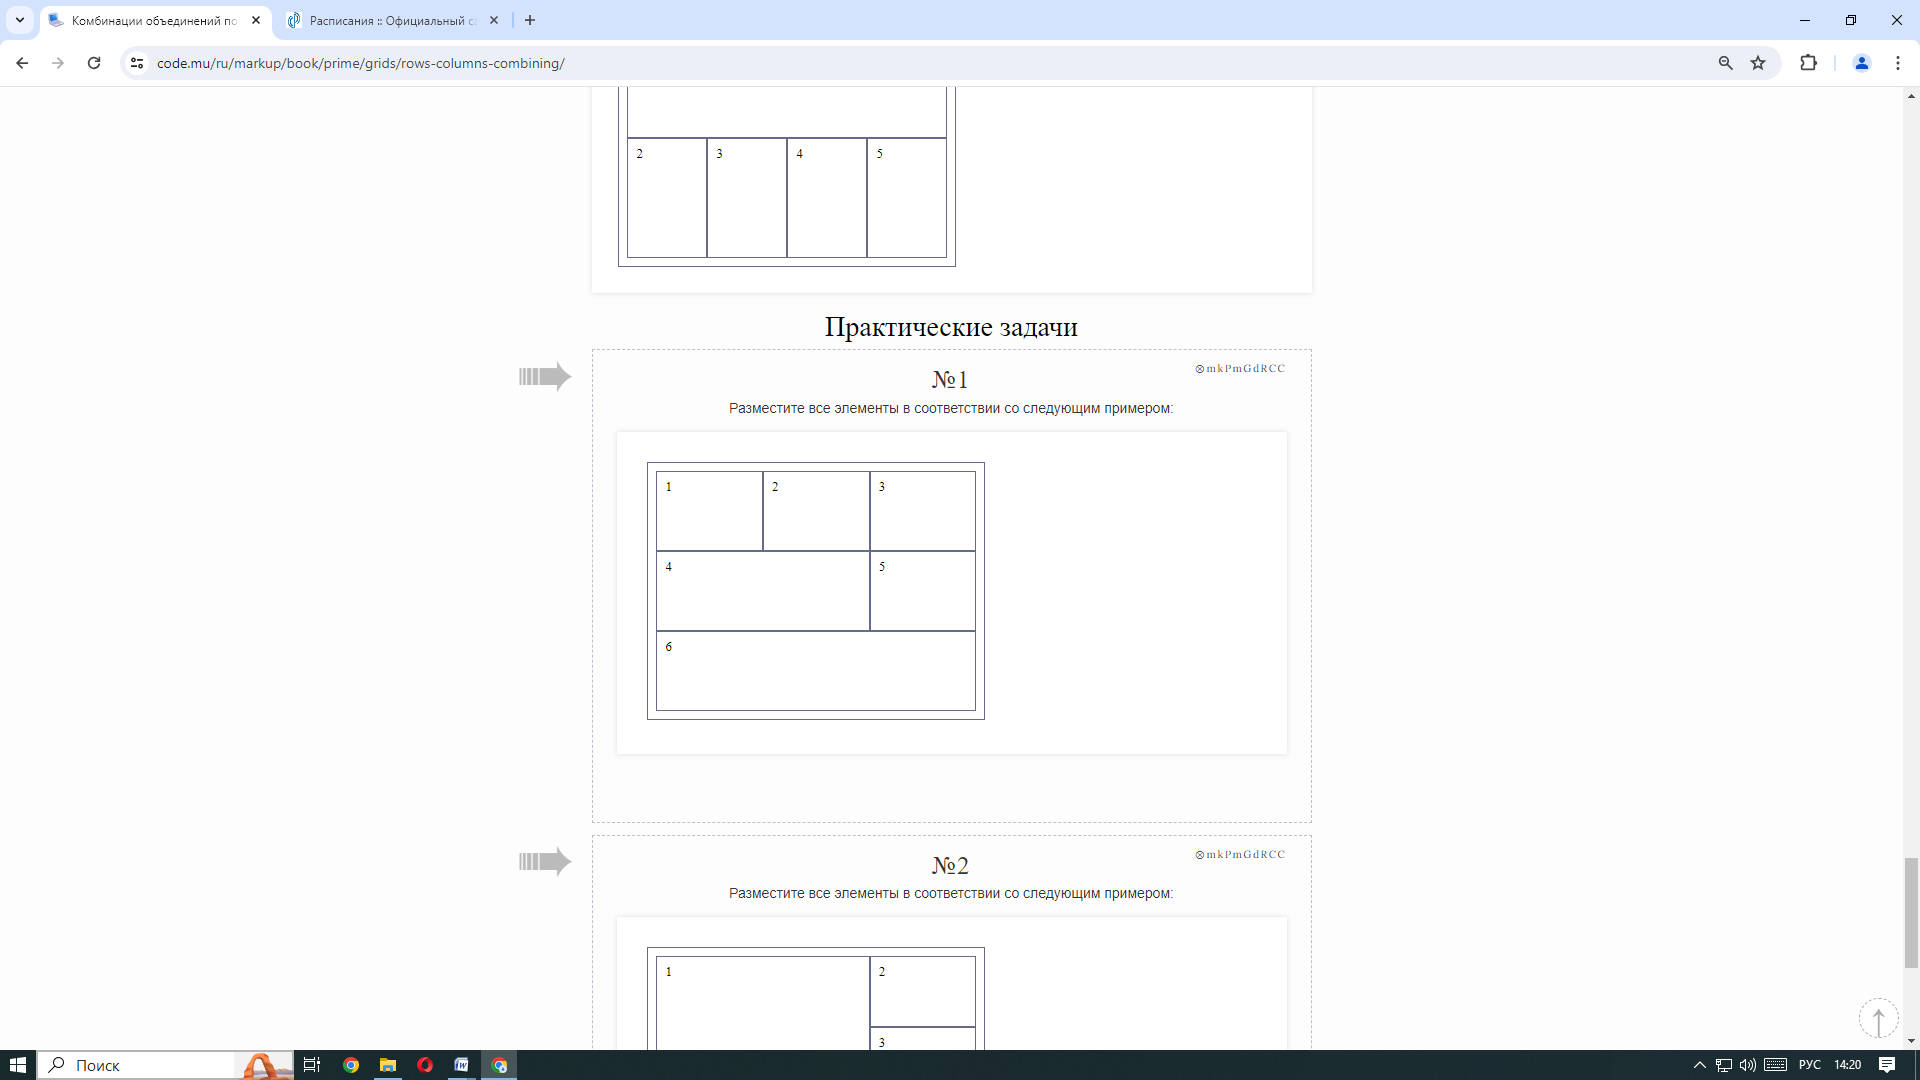 Комбинации объединений по
Расписания :: Официальный са
code.mu/ru/markup/book/prime/grids/rows-columns-combining/
2 3 4 5
Практические задачи
№1
⊗mkPmGdRCC
Разместите все элементы в соответствии со следующим примером:
1 2 3
4 5
6
№2
⊗mkPmGdRCC
Разместите все элементы в соответствии со следующим примером:
1 2
3
Поиск
РУС 14:20